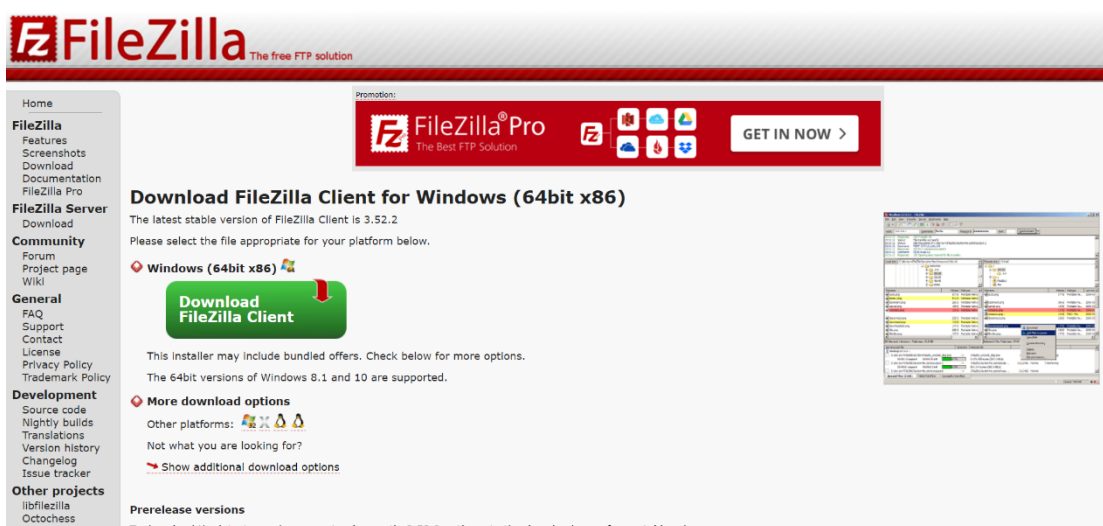 FileZilla The free FTP solution
Home
FileZilla
Features
Screenshots
Download
Documentation
FileZilla Pro
FileZilla Server
Download
Community
Forum
Project page
Wiki
General
FAQ
Support
Contact
License
Privacy Policy
Trademark Policy
Development
Source code
Nightly builds
Translations
Version history
Changelog
Issue tracker
Other projects
libfilezilla
Octochess
Promotion:
FileZilla® Pro
The Best FTP Solution
GET IN NOW >
Download FileZilla Client for Windows (64bit x86)
The latest stable version of FileZilla Client is 3.52.2
Please select the file appropriate for your platform below.
Windows (64bit x86)
Download
FileZilla Client
This installer may include bundled offers. Check below for more options.
The 64bit versions of Windows 8.1 and 10 are supported.
More download options
Other platforms:
Not what you are looking for?
Show additional download options
Prerelease versions